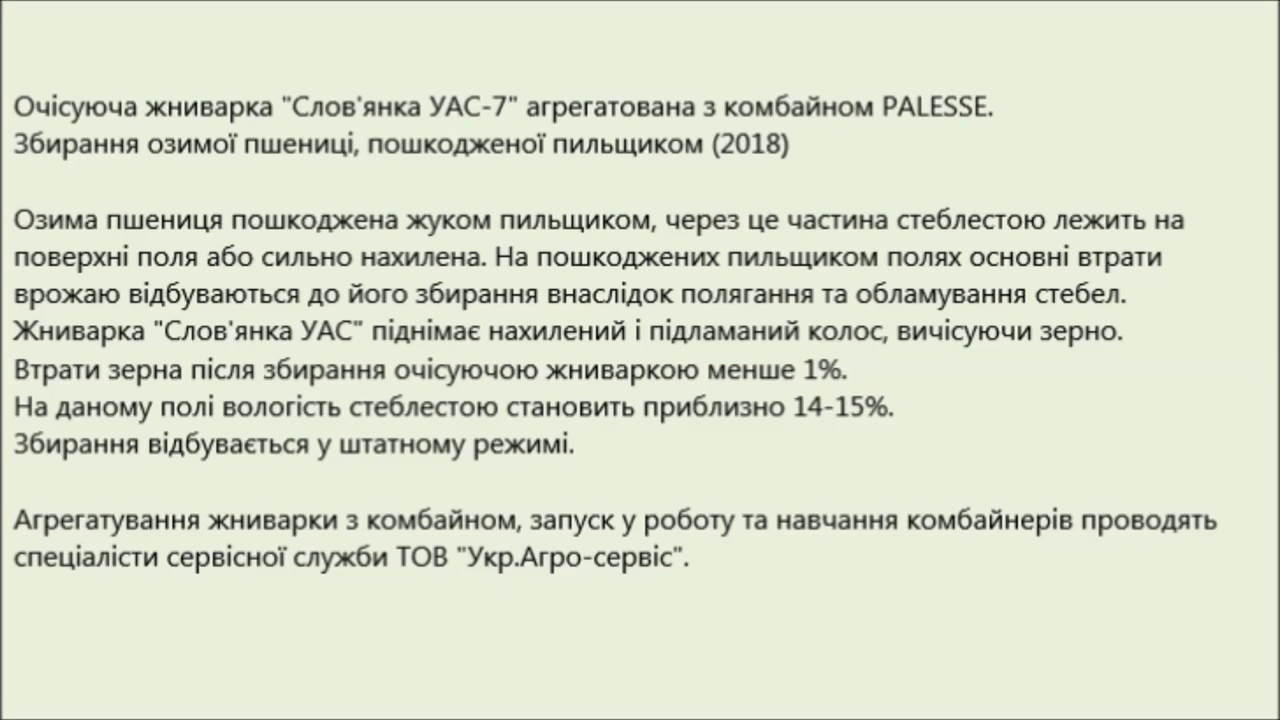 Очісуюча жниварка "Слов'янка УАС-7" агрегатована з комбайном PALESSE.
Збирання озимої пшениці, пошкодженої пильщиком (2018)
Озима пшениця пошкоджена жуком пильщиком, через це частина стеблестою лежить на
поверхні поля або сильно нахилена. На пошкоджених пильщиком полях основні втрати
врожаю відбуваються до його збирання внаслідок полягання та обламування стебел.
Жниварка "Слов'янка УАС" піднімає нахилений і підламаний колос, вичісуючи зерно.
Втрати зерна після збирання очісуючою жниваркою менше 1%.
На даному полі вологість стеблестою становить приблизно 14-15%.
Збирання відбувається у штатному режимі.
Агрегатування жниварки з комбайном, запуск у роботу та навчання комбайнерів проводять
спеціалісти сервісної служби ТОВ "Укр.Агро-сервіс".